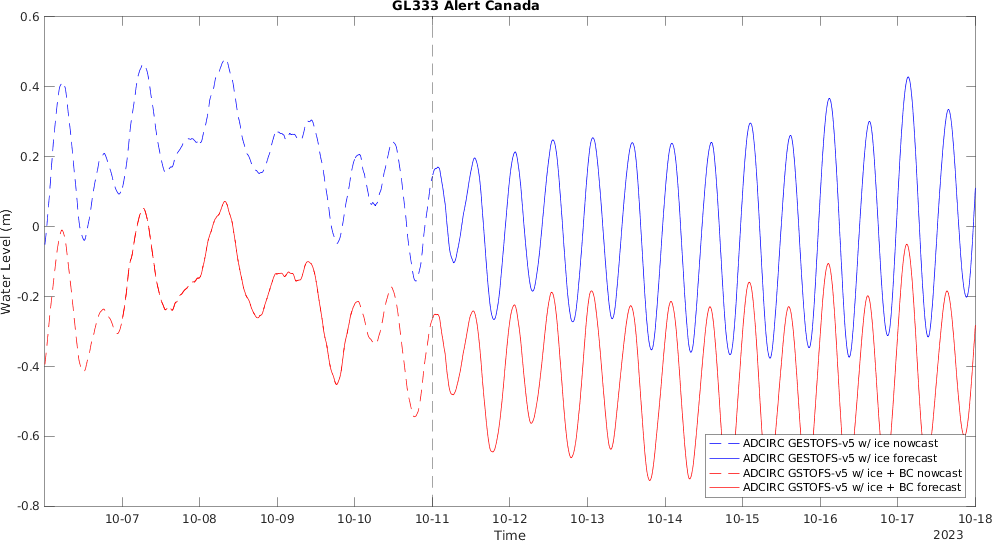 GL333 Alert Canada
0.6
0.4
0.2
0
-0.2
-0.4
-0.6
-0.8
Water Level (m)
ADCIRC GESTOFS-v5 w/ ice nowcast
ADCIRC GESTOFS-v5 w/ ice forecast
ADCIRC GSTOFS-v5 w/ ice + BC nowcast
ADCIRC GSTOFS-v5 w/ ice + BC forecast
10-07 10-08 10-09 10-10 10-11 10-12 10-13 10-14 10-15 10-16 10-17 10-18
Time
2023